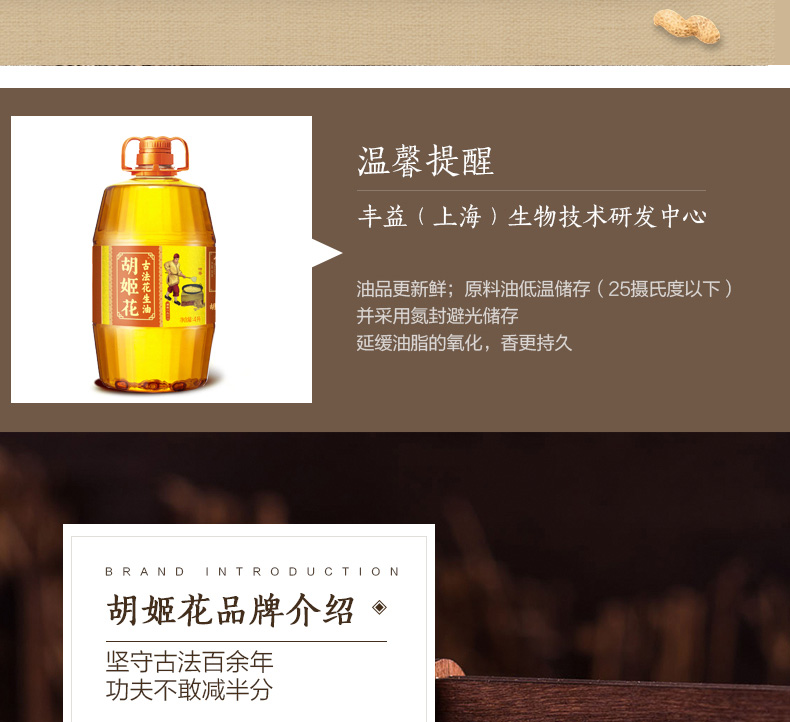 温馨提醒
丰益（上海）生物技术研发中心
油品更新鲜；原料油低温储存（25摄氏度以下）
并采用氮封避光储存
延缓油脂的氧化，香更持久
胡姬花
古法花生油
BRAND INTRODUCTION
胡姬花品牌介绍
坚守古法百余年
功夫不敢减半分